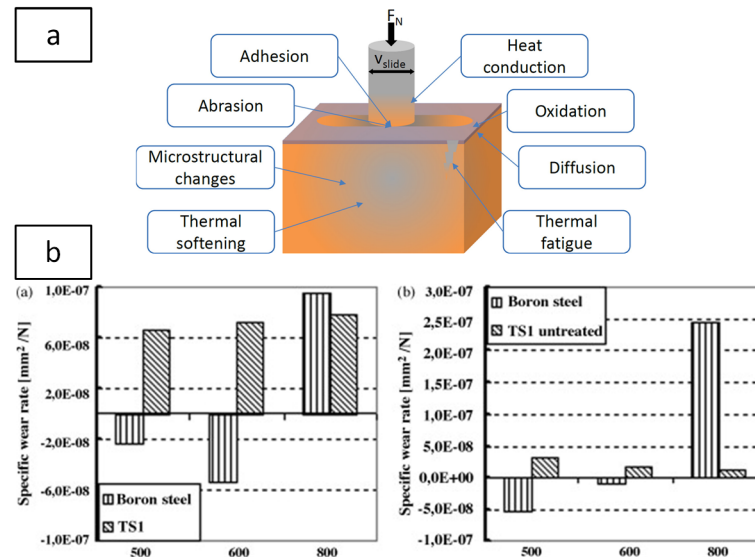 a
F_N
V_slide
Adhesion
Heat
conduction
Abrasion
Oxidation
Microstructural
changes
Diffusion
Thermal
softening
Thermal
fatigue
b
(a)
Specific wear rate [mm² /N]
1,0E-07
6,0E-08
2,0E-08
-2,0E-08
-6,0E-08
-1,0E-07
Boron steel
TS1
500
600
800
(b)
Specific wear rate [mm² /N]
3,0E-07
2,5E-07
2,0E-07
1,5E-07
1,0E-07
5,0E-08
0,0E+00
-5,0E-08
-1,0E-07
Boron steel
TS1 untreated
500
600
800